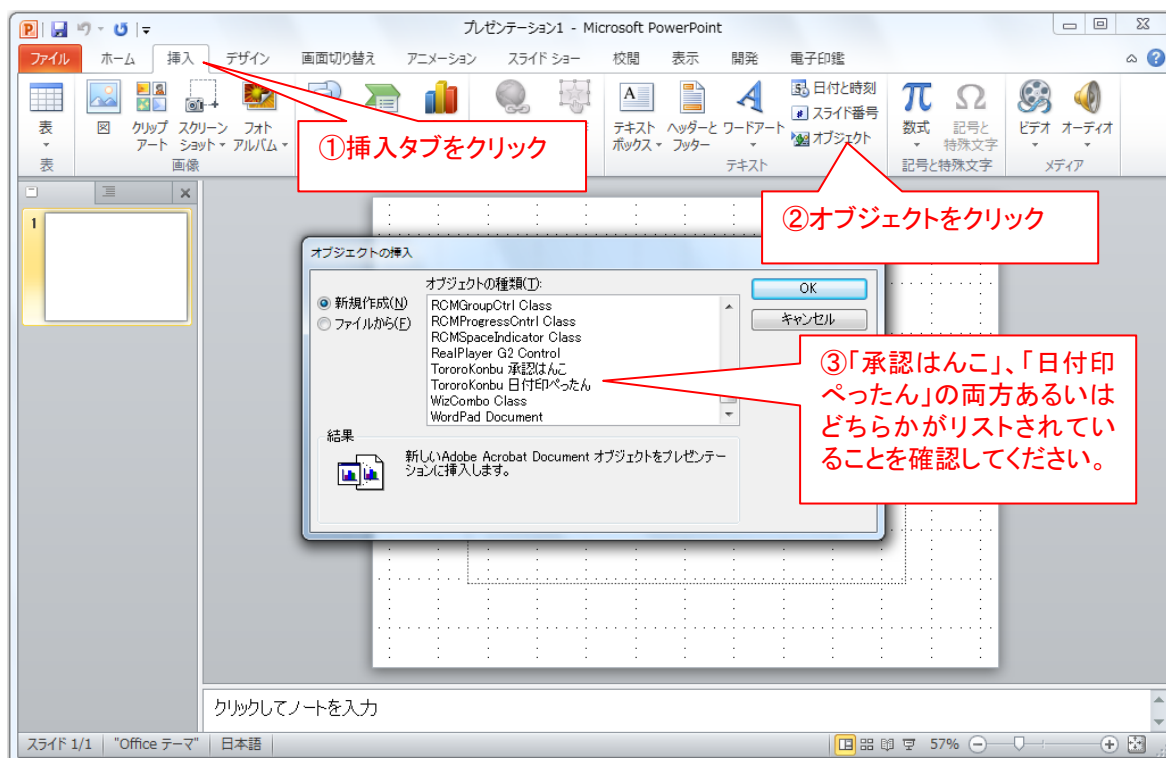 プレゼンテーション1 - Microsoft PowerPoint
ファイル ホーム 挿入 デザイン 画面切り替え アニメーション スライド ショー 校閲 表示 開発 電子印鑑
表
図
クリップ
アート
スクリーン
ショット
フォト
アルバム
テキスト
ボックス
ヘッダーと
フッター
ワードアート
日付と時刻
スライド番号
オブジェクト
数式
記号と
特殊文字
ビデオ
オーディオ
表 画像 テキスト 記号と特殊文字 メディア
①挿入タブをクリック
②オブジェクトをクリック
1
オブジェクトの挿入
オブジェクトの種類(T):
新規作成(N)
ファイルから(F)
RCMGroupCtrl Class
RCMProgressCntrl Class
RCMSpaceIndicator Class
RealPlayer G2 Control
TororoKonbu 承認はんこ
TororoKonbu 日付印ぺったん
WizCombo Class
WordPad Document
OK
キャンセル
③「承認はんこ」、「日付印
ぺったん」の両方あるいは
どちらかがリストされてい
ることを確認してください。
結果
新しいAdobe Acrobat Document オブジェクトをプレゼンテー
ションに挿入します。
クリックしてノートを入力
スライド 1/1 "Office テーマ" 日本語 57%